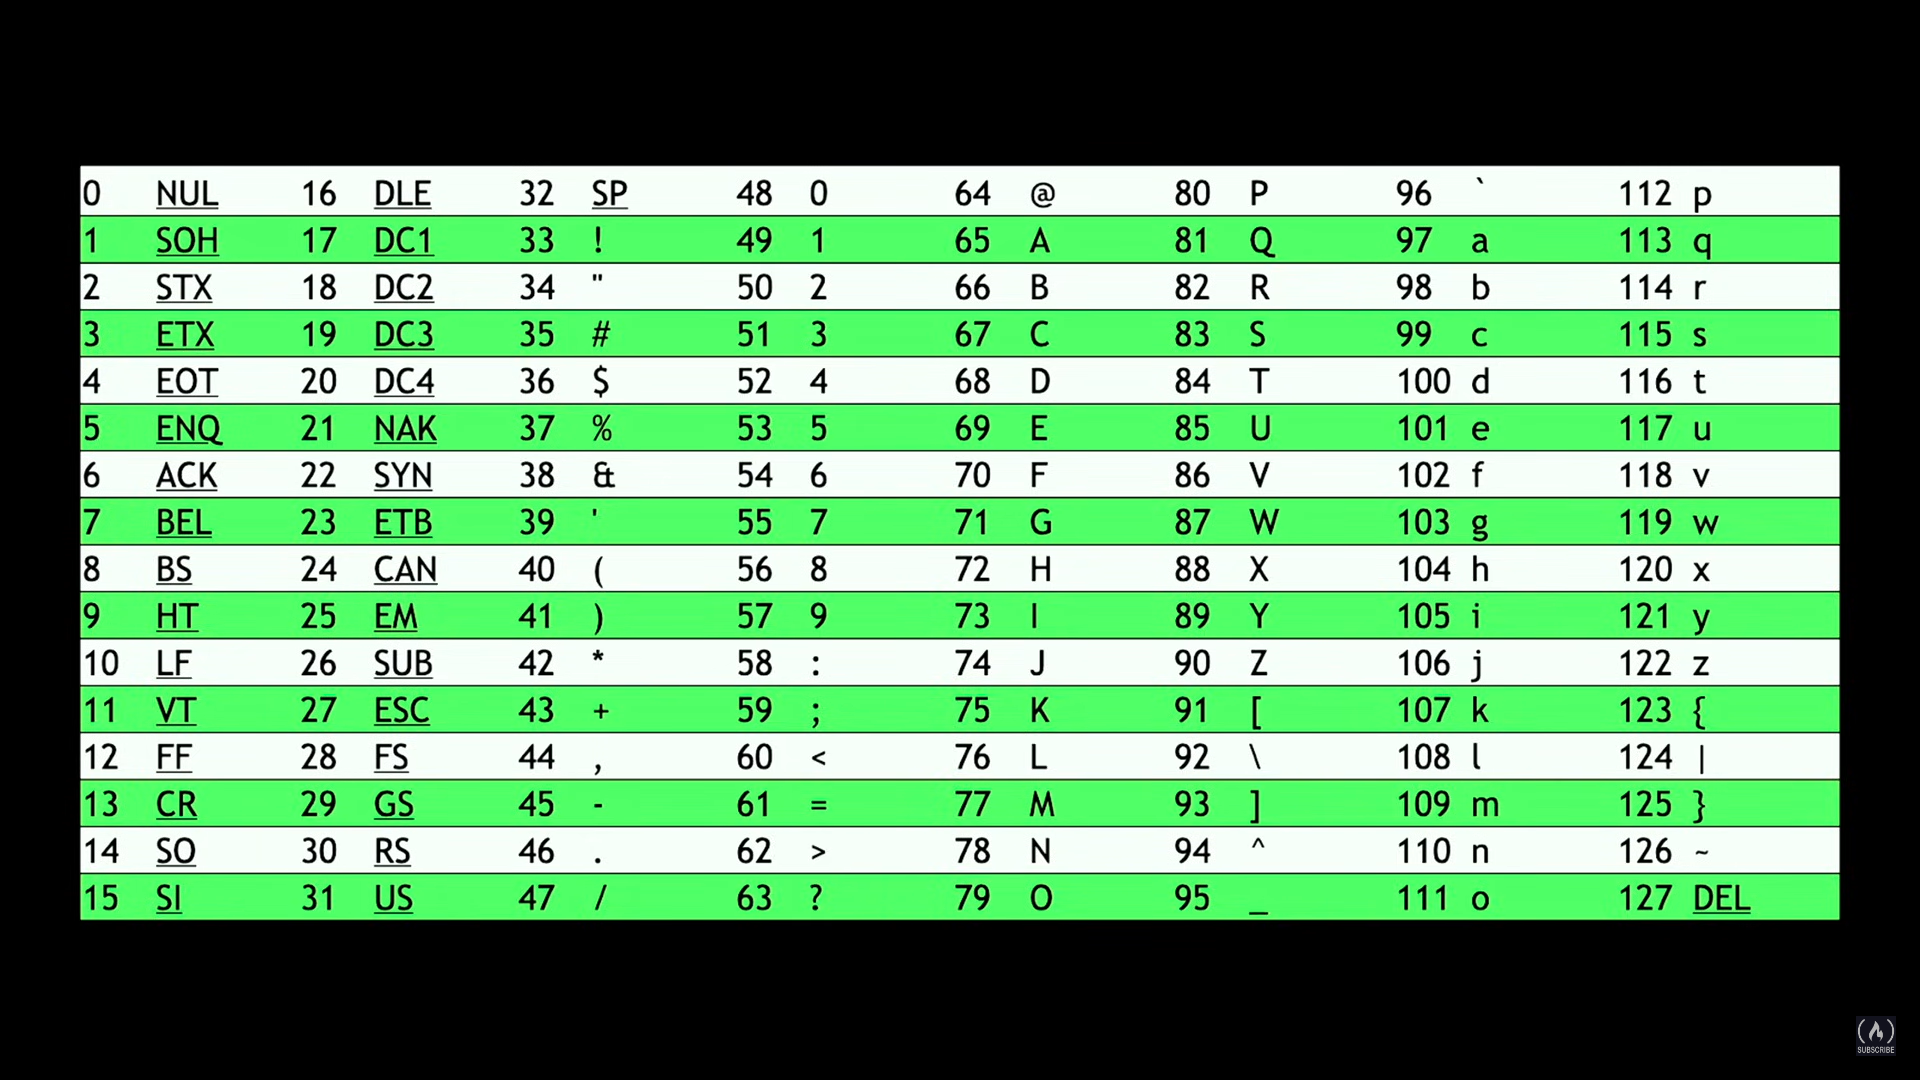 0 NUL 16 DLE 32 SP 48 0 64 @ 80 P 96 ` 112 p
1 SOH 17 DC1 33 ! 49 1 65 A 81 Q 97 a 113 q
2 STX 18 DC2 34 " 50 2 66 B 82 R 98 b 114 r
3 ETX 19 DC3 35 # 51 3 67 C 83 S 99 c 115 s
4 EOT 20 DC4 36 $ 52 4 68 D 84 T 100 d 116 t
5 ENQ 21 NAK 37 % 53 5 69 E 85 U 101 e 117 u
6 ACK 22 SYN 38 & 54 6 70 F 86 V 102 f 118 v
7 BEL 23 ETB 39 ' 55 7 71 G 87 W 103 g 119 w
8 BS 24 CAN 40 ( 56 8 72 H 88 X 104 h 120 x
9 HT 25 EM 41 ) 57 9 73 I 89 Y 105 i 121 y
10 LF 26 SUB 42 * 58 : 74 J 90 Z 106 j 122 z
11 VT 27 ESC 43 + 59 ; 75 K 91 [ 107 k 123 {
12 FF 28 FS 44 , 60 < 76 L 92 \ 108 l 124 |
13 CR 29 GS 45 - 61 = 77 M 93 ] 109 m 125 }
14 SO 30 RS 46 . 62 > 78 N 94 ^ 110 n 126 ~
15 SI 31 US 47 / 63 ? 79 O 95 _ 111 o 127 DEL
SUBSCRIBE